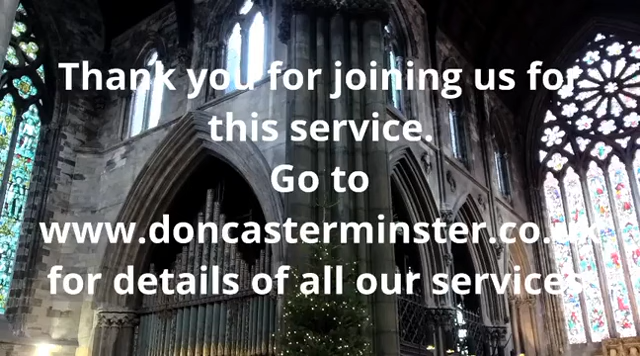 Thank you for joining us for
this service.
Go to
www.doncasterminster.co.uk
for details of all our services